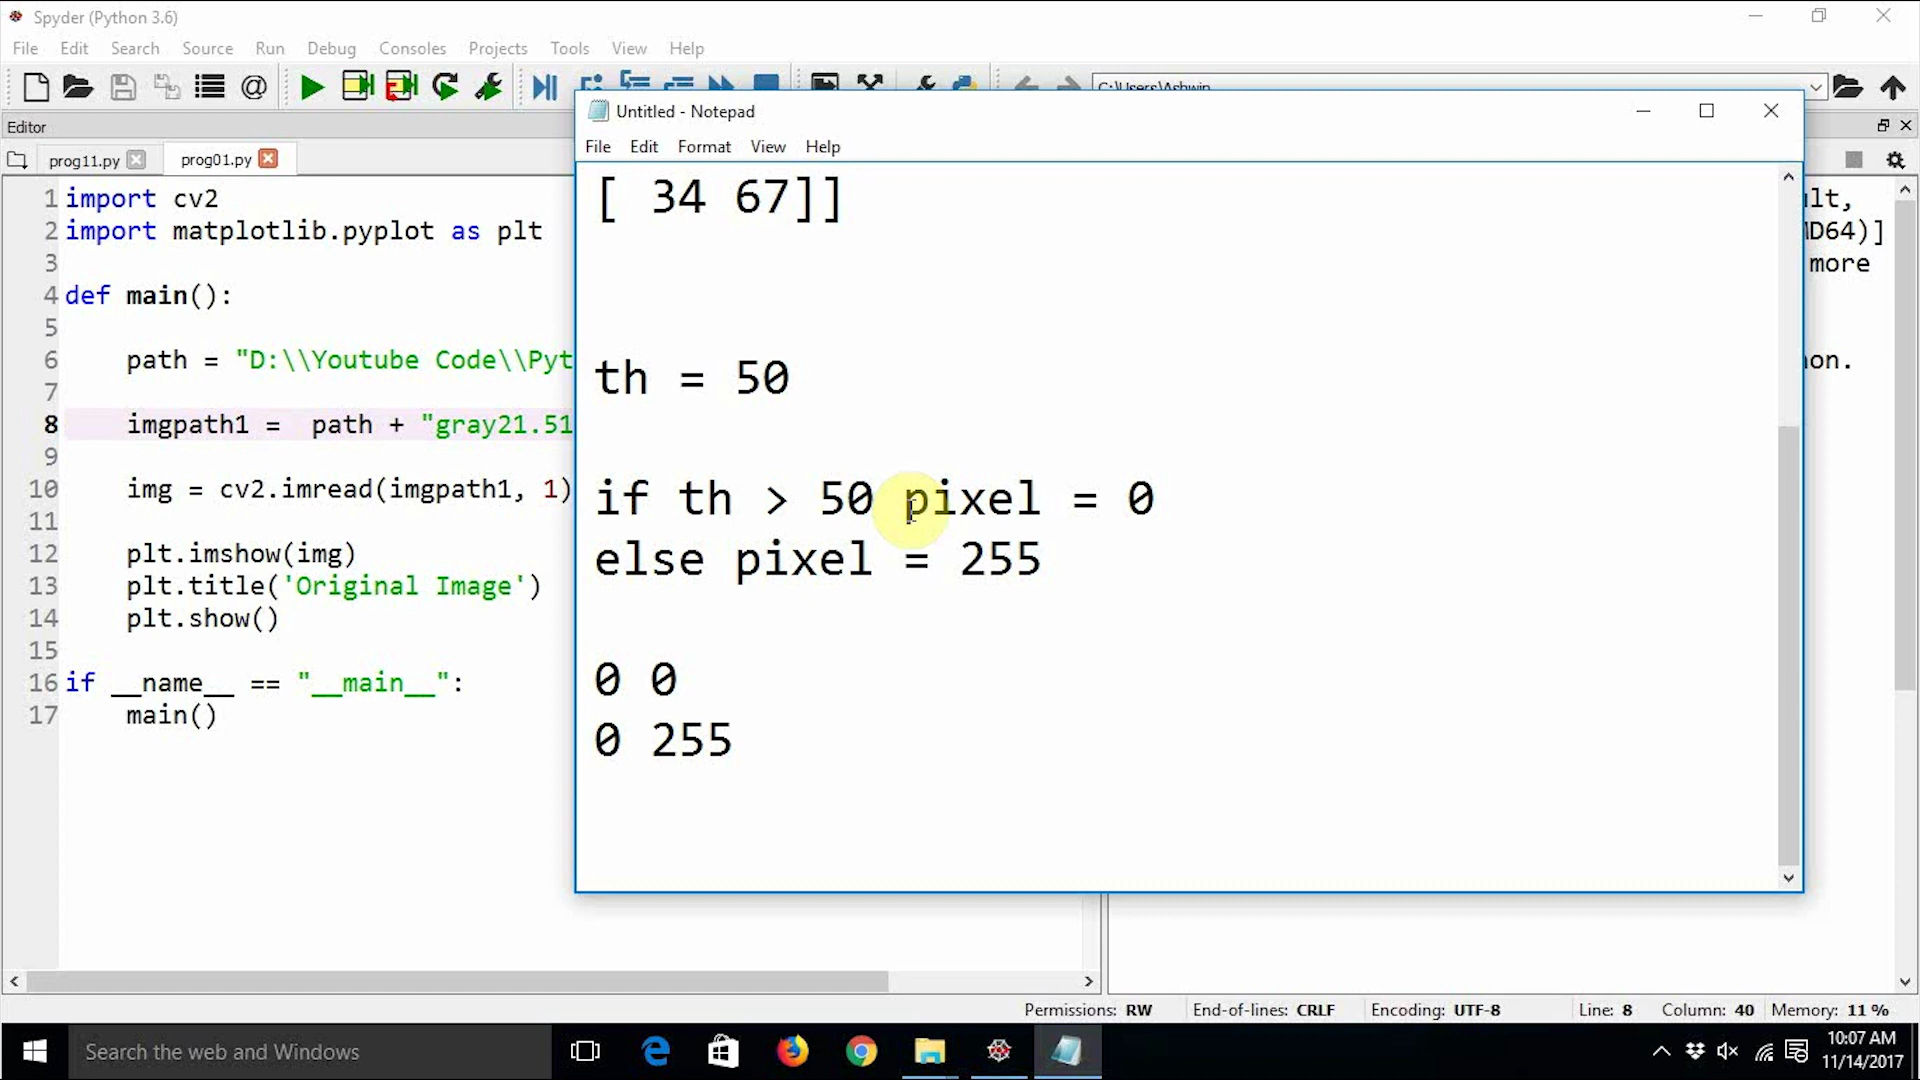 Spyder (Python 3.6)
File Edit Search Source Run Debug Consoles Projects Tools View Help
Editor
prog11.py
prog01.py
1 import cv2
2 import matplotlib.pyplot as plt
3
4 def main():
5
6 path = "D:\\Youtube Code\\Pyt
7
8 imgpath1 = path + "gray21.51
9
10 img = cv2.imread(imgpath1, 1)
11
12 plt.imshow(img)
13 plt.title('Original Image')
14 plt.show()
15
16 if __name__ == "__main__":
17 main()
C:\Users\Ashwin
Untitled - Notepad
File Edit Format View Help
[ 34 67]]
th = 50
if th > 50 pixel = 0
else pixel = 255
0 0
0 255
ult,
MD64)]
more
on.
Permissions: RW End-of-lines: CRLF Encoding: UTF-8 Line: 8 Column: 40 Memory: 11 %
Search the web and Windows
10:07 AM
11/14/2017